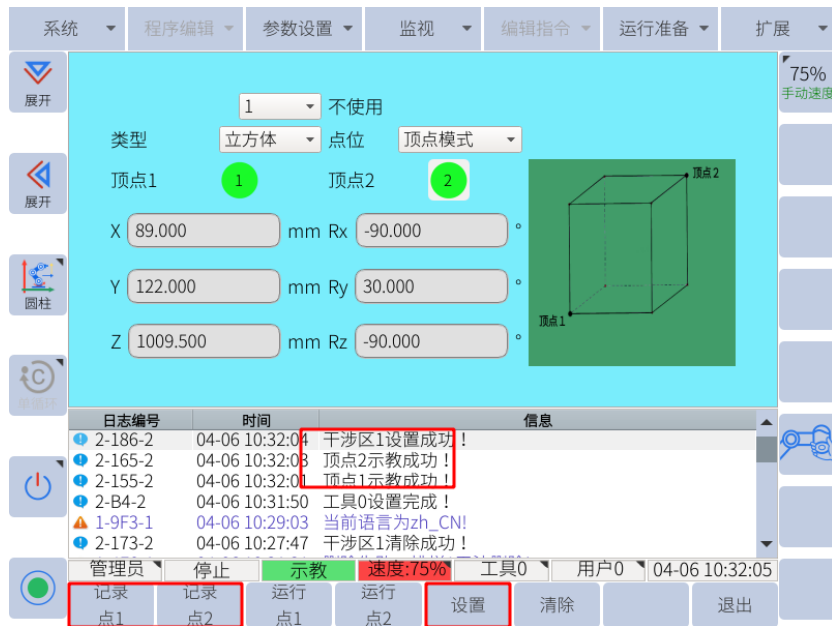 系统 程序编辑 参数设置 监视 编辑指令 运行准备 扩展
展开
75%
手动速度
1 不使用
类型 立方体 点位 顶点模式
顶点1 1 顶点2 2
展开
顶点2
X 89.000 mm Rx -90.000 °
Y 122.000 mm Ry 30.000 °
圆柱
顶点1
Z 1009.500 mm Rz -90.000 °
C
日志编号 时间 信息
2-186-2 04-06 10:32:04 干涉区1设置成功！
2-165-2 04-06 10:32:03 顶点2示教成功！
2-155-2 04-06 10:32:01 顶点1示教成功！
2-B4-2 04-06 10:31:50 工具0设置完成！
1-9F3-1 04-06 10:29:03 当前语言为zh_CN!
2-173-2 04-06 10:27:47 干涉区1清除成功！
管理员 停止 示教 速度:75% 工具0 用户0 04-06 10:32:05
记录 记录 运行 运行 设置 清除 退出
点1 点2 点1 点2